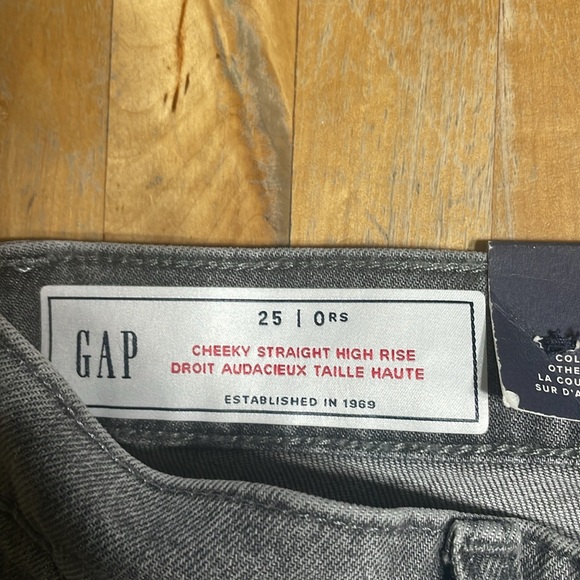 GAP
25 | 0RS
CHEEKY STRAIGHT HIGH RISE
DROIT AUDACIEUX TAILLE HAUTE
ESTABLISHED IN 1969
COL
OTHE
LA COU
SUR D'A